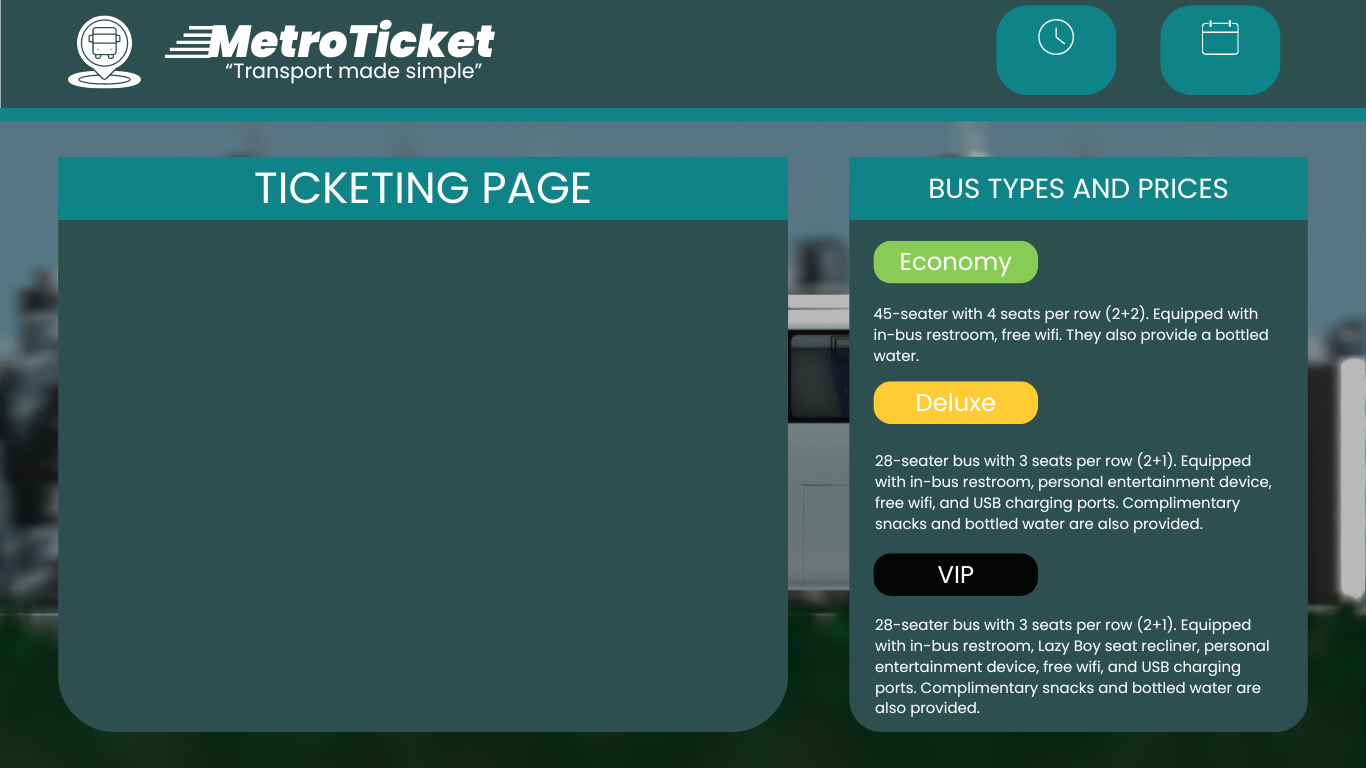 MetroTicket
“Transport made simple”
TICKETING PAGE
BUS TYPES AND PRICES
Economy
45-seater with 4 seats per row (2+2). Equipped with
in-bus restroom, free wifi. They also provide a bottled
water.
Deluxe
28-seater bus with 3 seats per row (2+1). Equipped
with in-bus restroom, personal entertainment device,
free wifi, and USB charging ports. Complimentary
snacks and bottled water are also provided.
VIP
28-seater bus with 3 seats per row (2+1). Equipped
with in-bus restroom, Lazy Boy seat recliner, personal
entertainment device, free wifi, and USB charging
ports. Complimentary snacks and bottled water are
also provided.